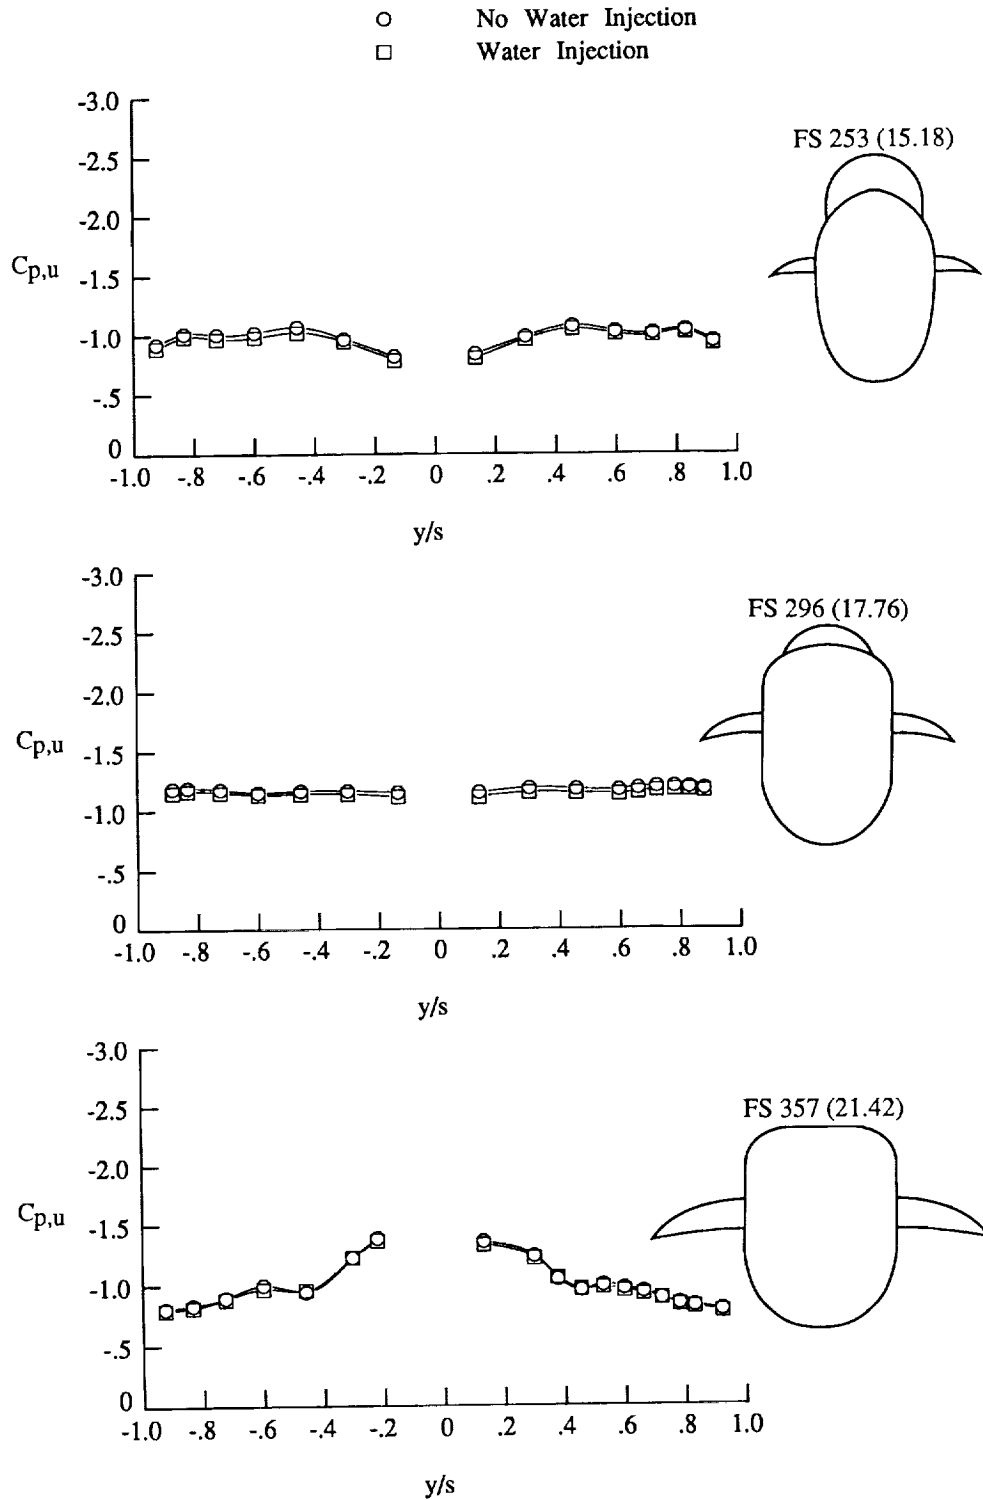 No Water Injection
Water Injection
-3.0
FS 253 (15.18)
-2.5
-2.0
Cp,u
-1.5
-1.0
-.5
0
-1.0 -.8 -.6 -.4 -.2 0 .2 .4 .6 .8 1.0
y/s
-3.0
FS 296 (17.76)
-2.5
-2.0
Cp,u
-1.5
-1.0
-.5
0
-1.0 -.8 -.6 -.4 -.2 0 .2 .4 .6 .8 1.0
y/s
-3.0
FS 357 (21.42)
-2.5
-2.0
Cp,u
-1.5
-1.0
-.5
0
-1.0 -.8 -.6 -.4 -.2 0 .2 .4 .6 .8 1.0
y/s